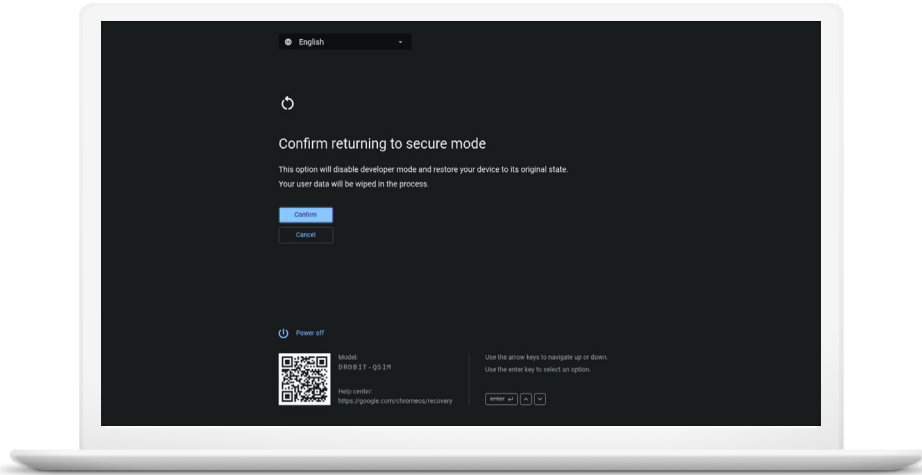 English
Confirm returning to secure mode
This option will disable developer mode and restore your device to its original state.
Your user data will be wiped in the process.
Confirm
Cancel
Power off
Model:
DROBIT-QSIM
Help center:
https://google.com/chromeos/recovery
Use the arrow keys to navigate up or down.
Use the enter key to select an option.
enter